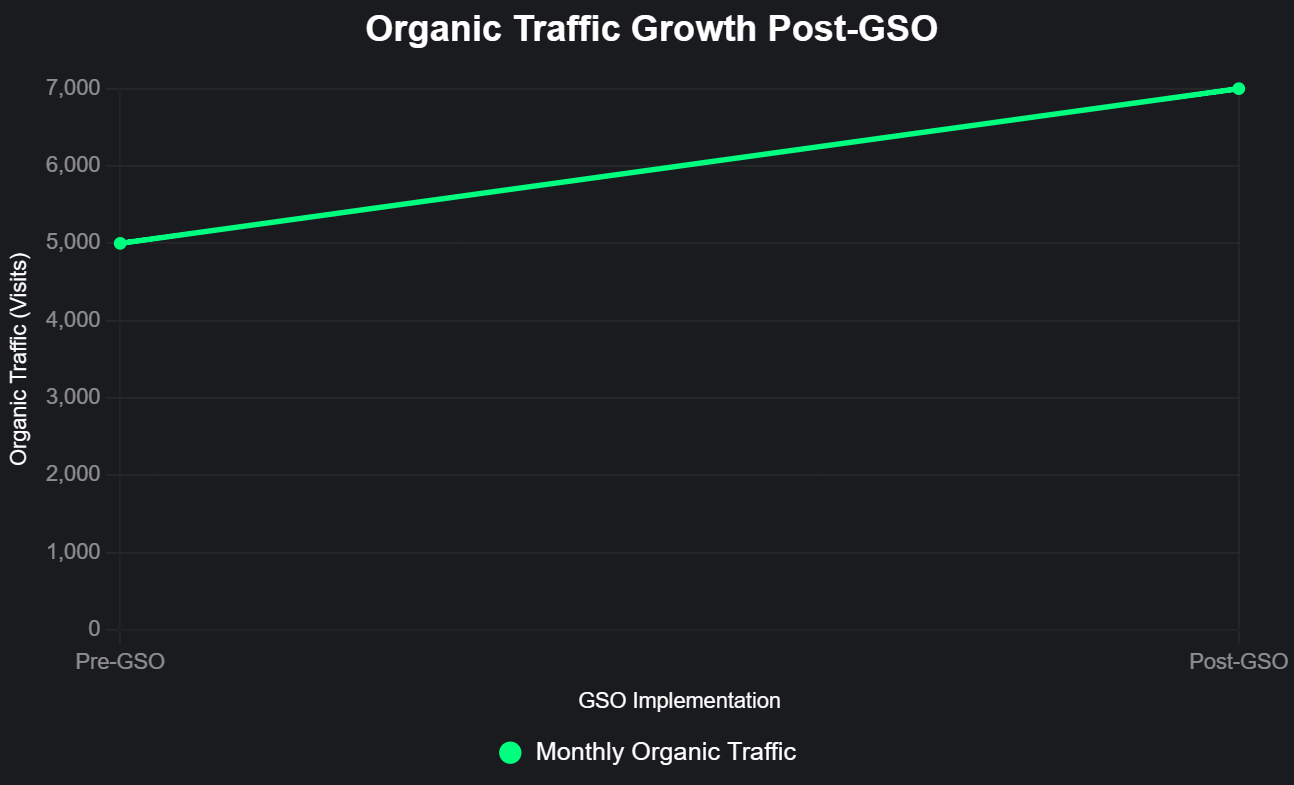 Organic Traffic Growth Post-GSO
7,000
6,000
5,000
4,000
3,000
2,000
1,000
0
Organic Traffic (Visits)
Pre-GSO
Post-GSO
GSO Implementation
Monthly Organic Traffic